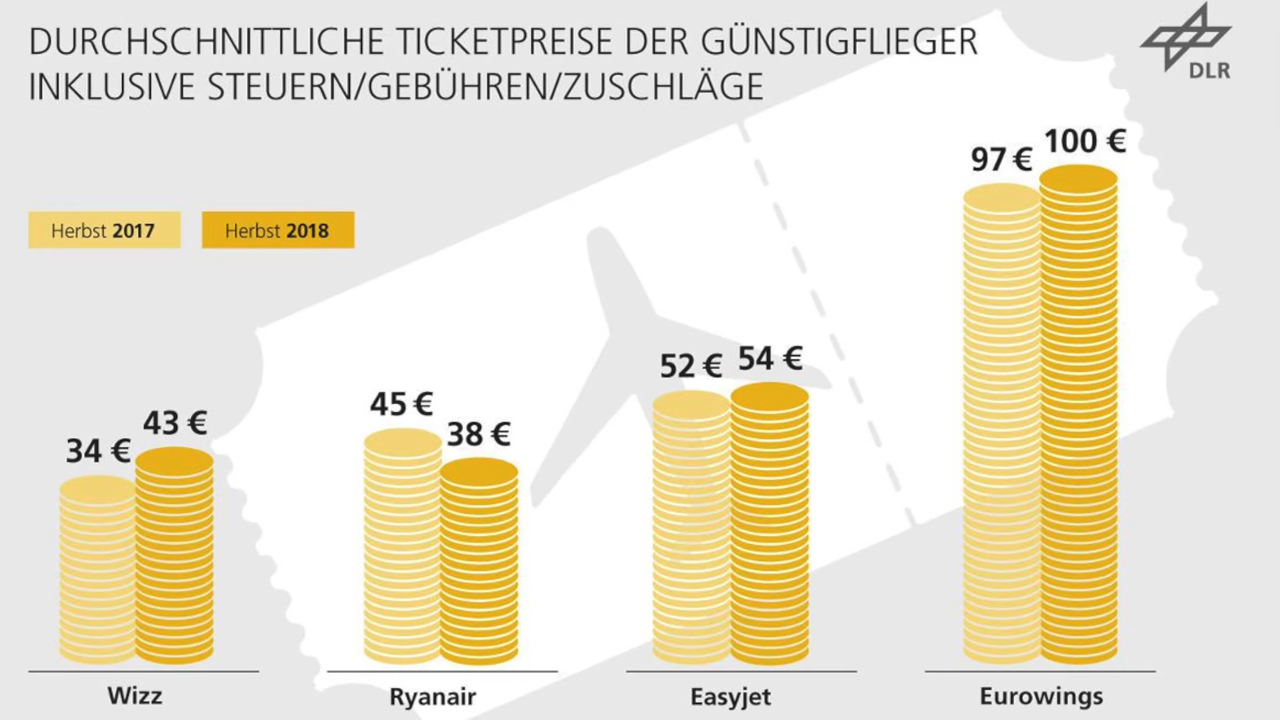 DURCHSCHNITTLICHE TICKETPREISE DER GÜNSTIGFLIEGER
INKLUSIVE STEUERN/GEBÜHREN/ZUSCHLÄGE
DLR
Herbst 2017
Herbst 2018
34 €
43 €
45 €
38 €
52 €
54 €
97 €
100 €
Wizz
Ryanair
Easyjet
Eurowings